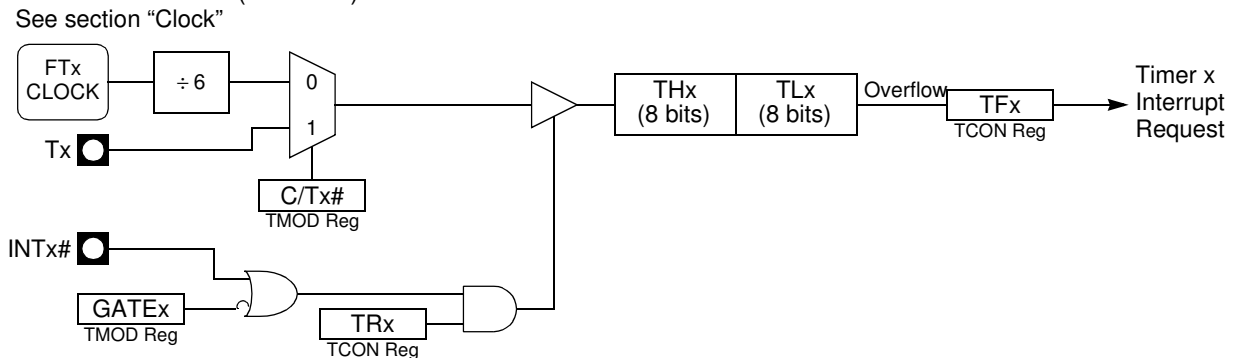 See section “Clock”
FTx
CLOCK
÷ 6
0
1
Tx
C/Tx#
TMOD Reg
THx
(8 bits)
TLx
(8 bits)
Overflow
TFx
TCON Reg
Timer x
Interrupt
Request
INTx#
GATEx
TMOD Reg
TRx
TCON Reg